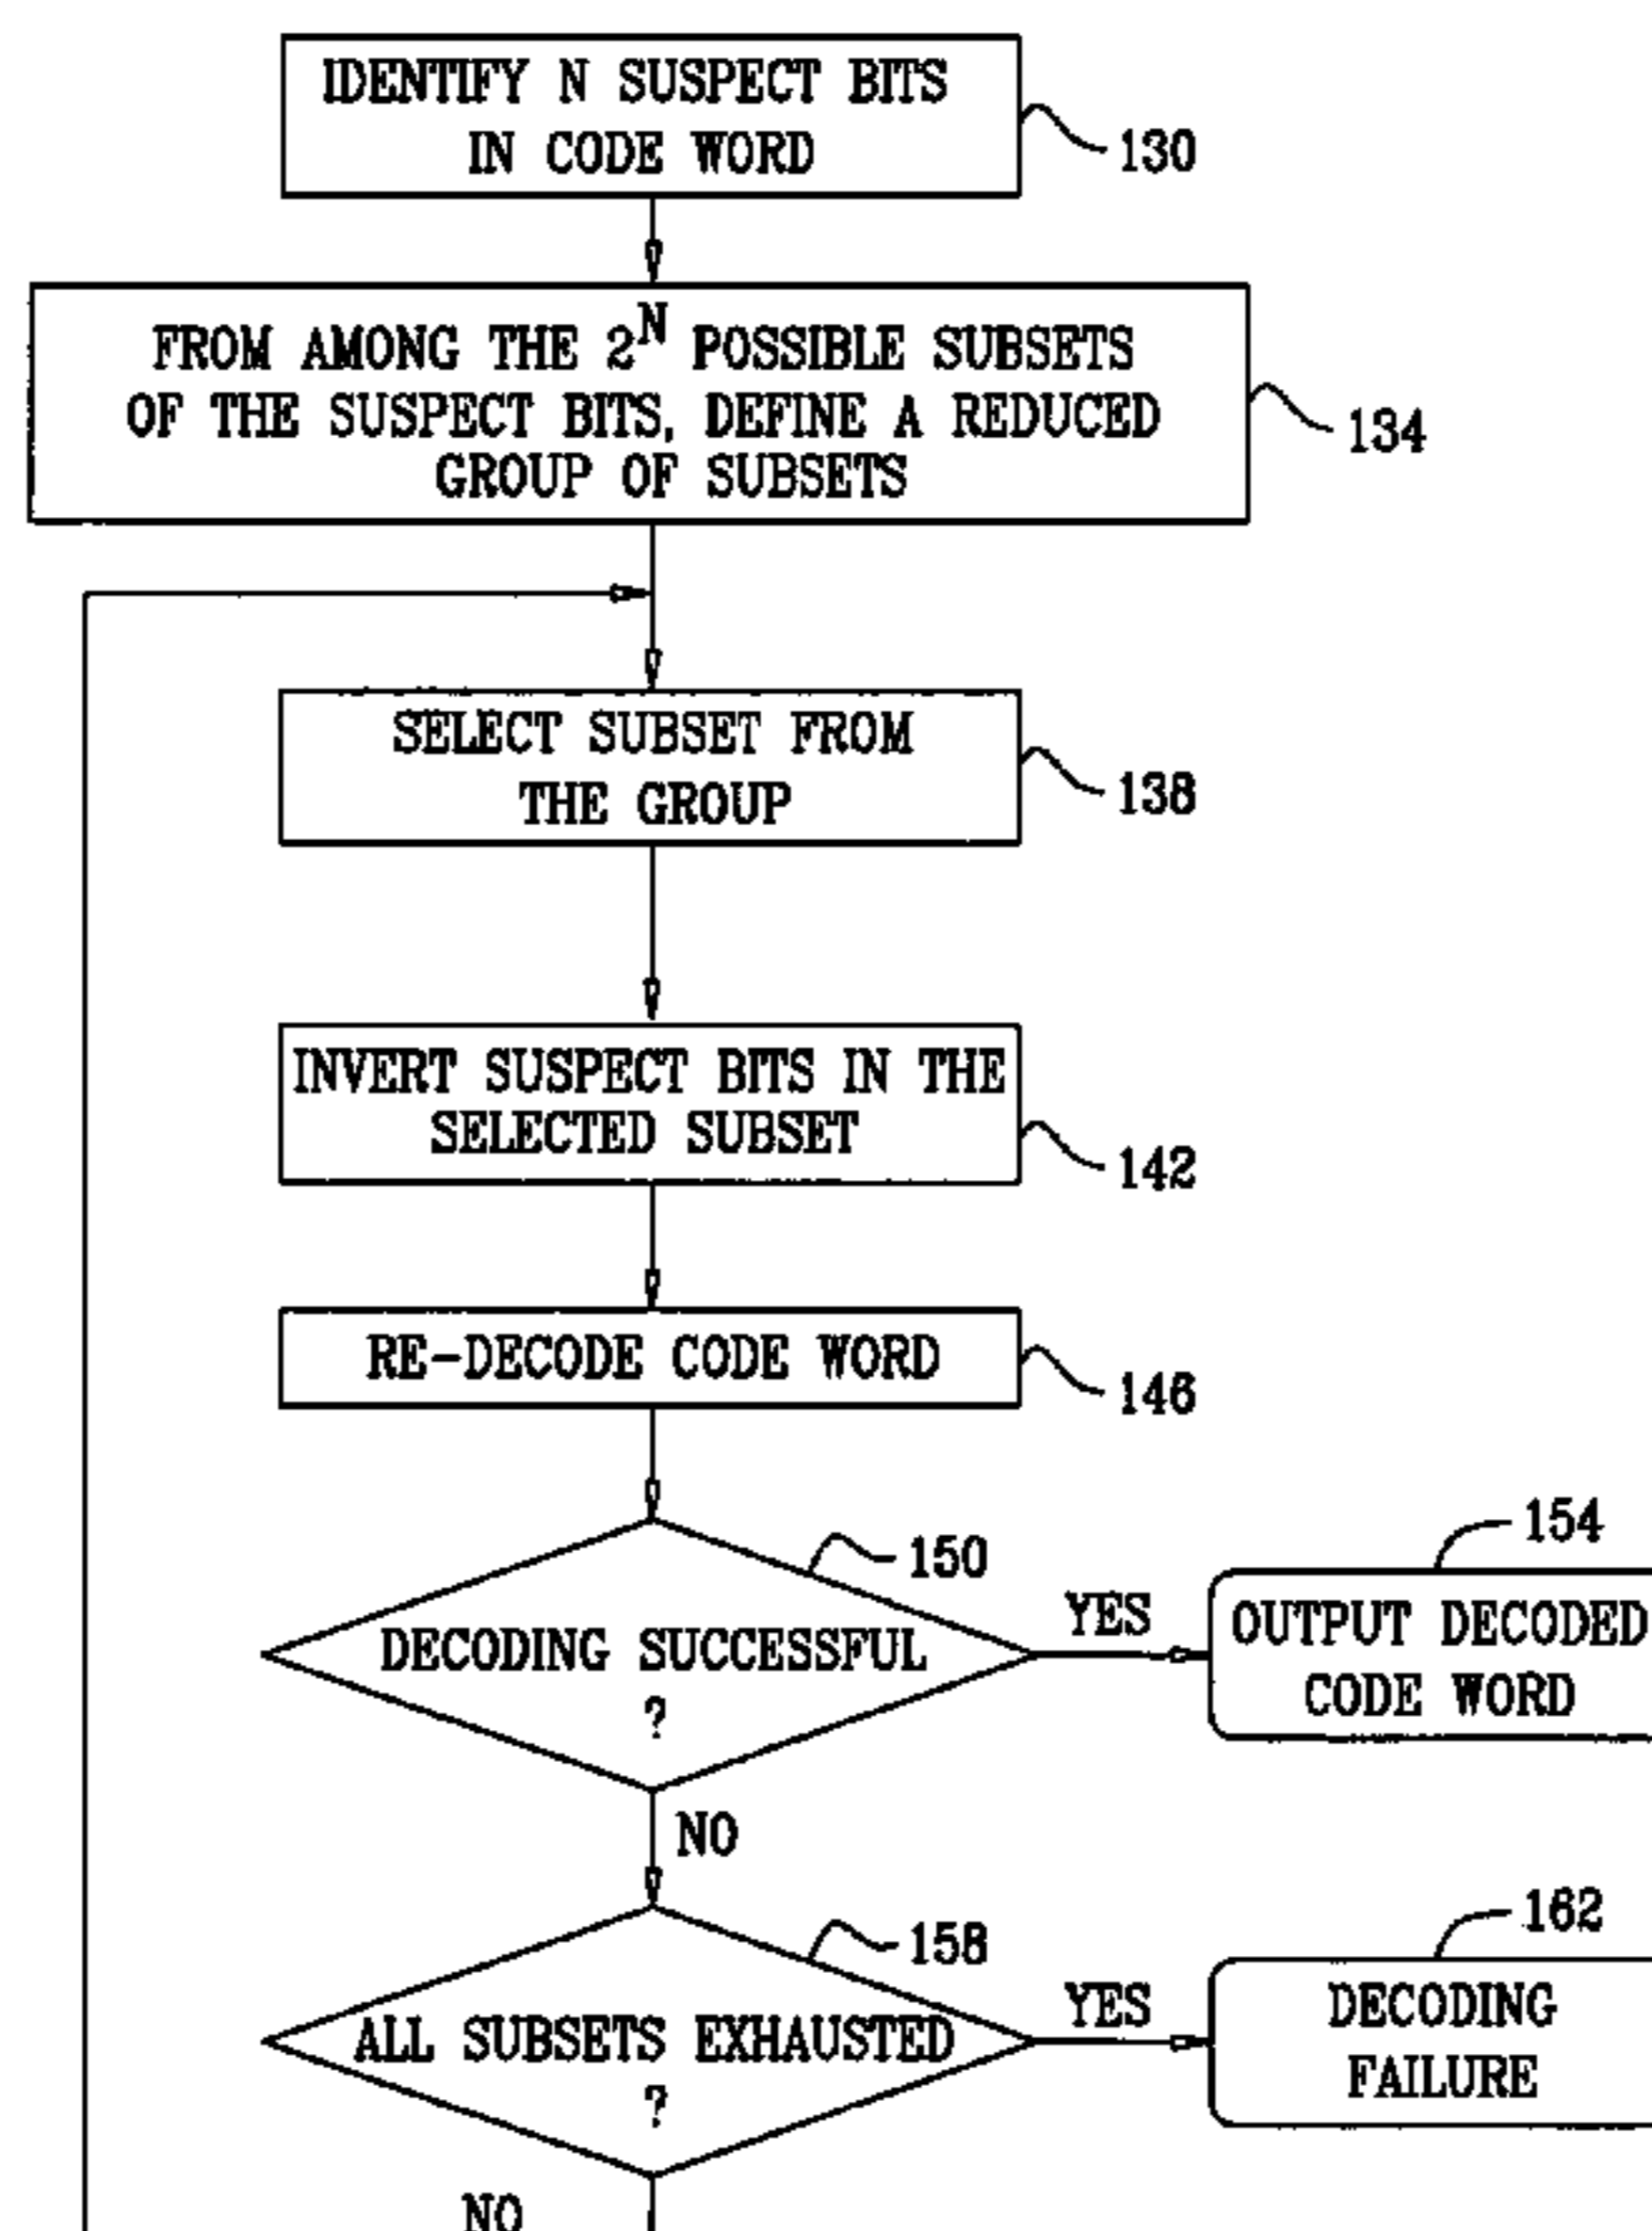 IDENTIFY N SUSPECT BITS
IN CODE WORD
130
FROM AMONG THE 2^N POSSIBLE SUBSETS
OF THE SUSPECT BITS, DEFINE A REDUCED
GROUP OF SUBSETS
134
SELECT SUBSET FROM
THE GROUP
138
INVERT SUSPECT BITS IN THE
SELECTED SUBSET
142
RE-DECODE CODE WORD
146
150
DECODING SUCCESSFUL
?
YES
154
OUTPUT DECODED
CODE WORD
NO
158
ALL SUBSETS EXHAUSTED
?
YES
162
DECODING
FAILURE
NO